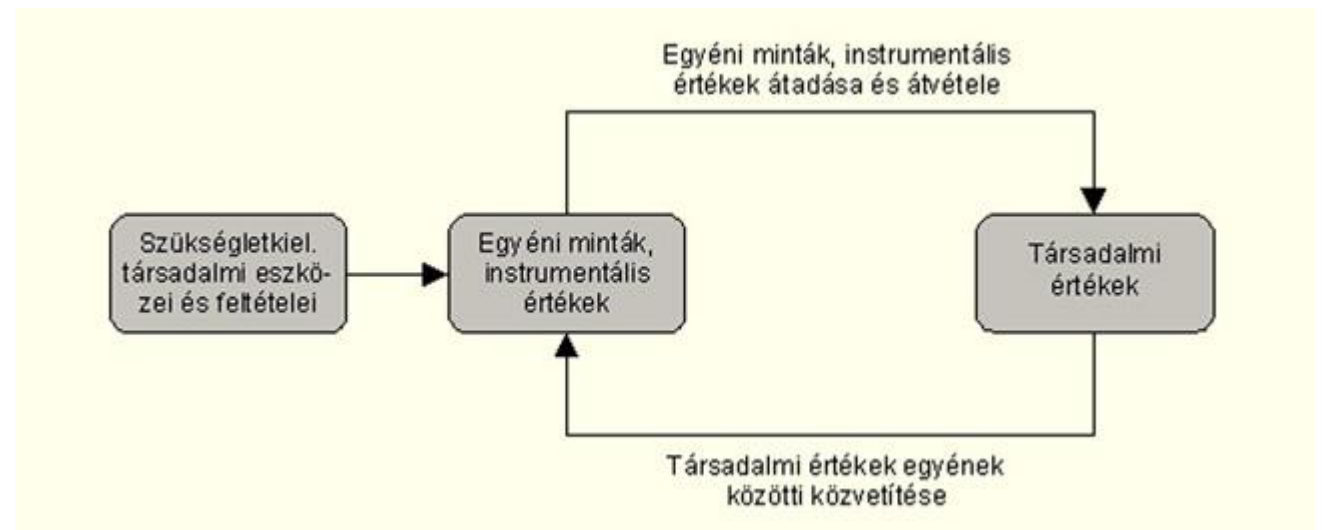 Egyéni minták, instrumentális
értékek átadása és átvétele
Szükségletkiel.
társadalmi eszkö-
zei és feltételei
Egyéni minták,
instrumentális
értékek
Társadalmi
értékek
Társadalmi értékek egyének
közötti közvetítése